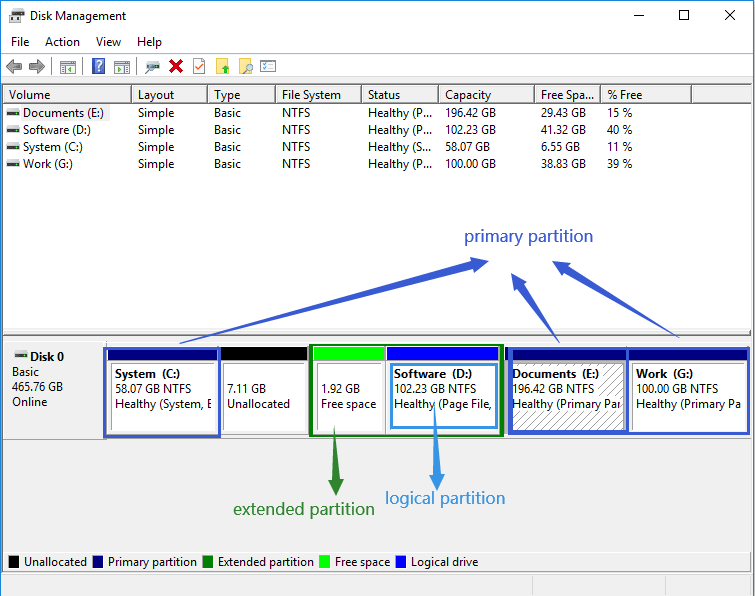 Disk Management
File Action View Help
Volume Layout Type File System Status Capacity Free Spa... % Free
Documents (E:) Simple Basic NTFS Healthy (P... 196.42 GB 29.43 GB 15 %
Software (D:) Simple Basic NTFS Healthy (P... 102.23 GB 41.32 GB 40 %
System (C:) Simple Basic NTFS Healthy (S... 58.07 GB 6.55 GB 11 %
Work (G:) Simple Basic NTFS Healthy (P... 100.00 GB 38.83 GB 39 %
primary partition
Disk 0
Basic
465.76 GB
Online
System (C:)
58.07 GB NTFS
Healthy (System, E
7.11 GB
Unallocated
1.92 GB
Free space
Software (D:)
102.23 GB NTFS
Healthy (Page File,
Documents (E:)
196.42 GB NTFS
Healthy (Primary Par
Work (G:)
100.00 GB NTFS
Healthy (Primary Pa
extended partition
logical partition
Unallocated Primary partition Extended partition Free space Logical drive